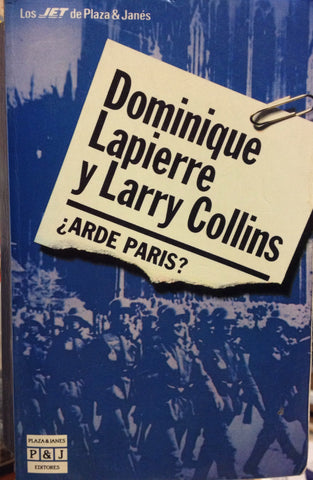 Los JET de Plaza & Janés
Dominique
Lapierre
y Larry Collins
¿ARDE PARIS?
PLAZA & JANES
P&J
EDITORES